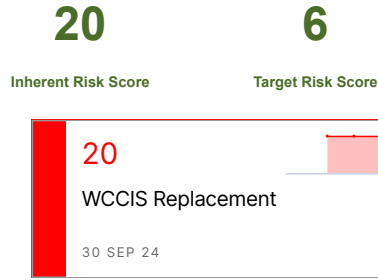 20 6
Inherent Risk Score Target Risk Score
20
WCCIS Replacement
30 SEP 24